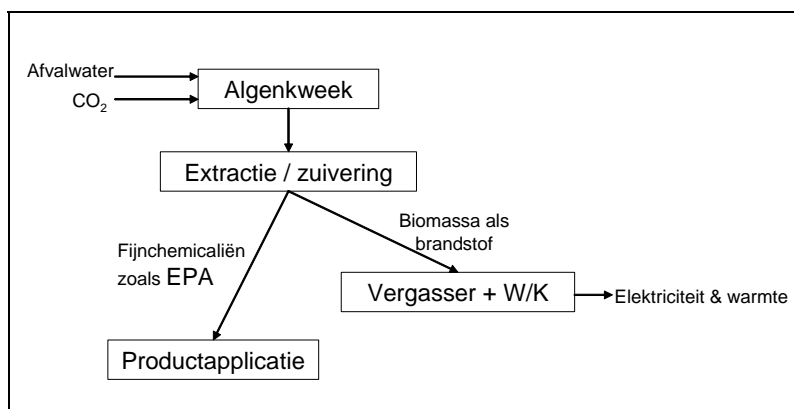 Afvalwater
CO₂
Algenkweek
Extractie / zuivering
Biomassa als
brandstof
Fijnchemicaliën
zoals EPA
Vergasser + W/K
Elektriciteit & warmte
Productapplicatie